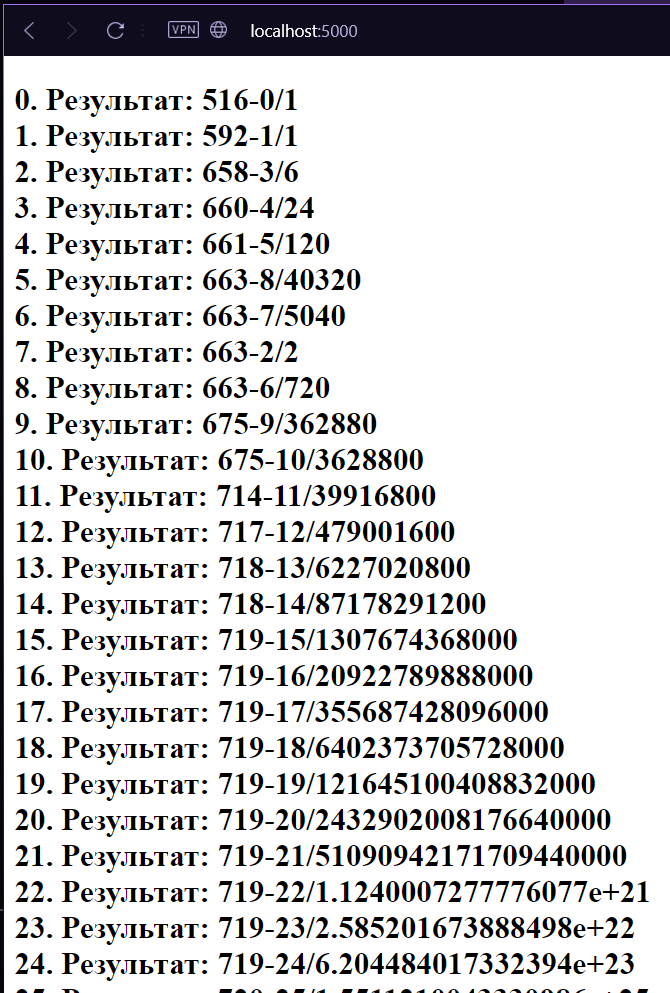 VPN localhost:5000
0. Результат: 516-0/1
1. Результат: 592-1/1
2. Результат: 658-3/6
3. Результат: 660-4/24
4. Результат: 661-5/120
5. Результат: 663-8/40320
6. Результат: 663-7/5040
7. Результат: 663-2/2
8. Результат: 663-6/720
9. Результат: 675-9/362880
10. Результат: 675-10/3628800
11. Результат: 714-11/39916800
12. Результат: 717-12/479001600
13. Результат: 718-13/6227020800
14. Результат: 718-14/87178291200
15. Результат: 719-15/1307674368000
16. Результат: 719-16/20922789888000
17. Результат: 719-17/355687428096000
18. Результат: 719-18/6402373705728000
19. Результат: 719-19/121645100408832000
20. Результат: 719-20/2432902008176640000
21. Результат: 719-21/51090942171709440000
22. Результат: 719-22/1.1240007277776077e+21
23. Результат: 719-23/2.585201673888498e+22
24. Результат: 719-24/6.204484017332394e+23